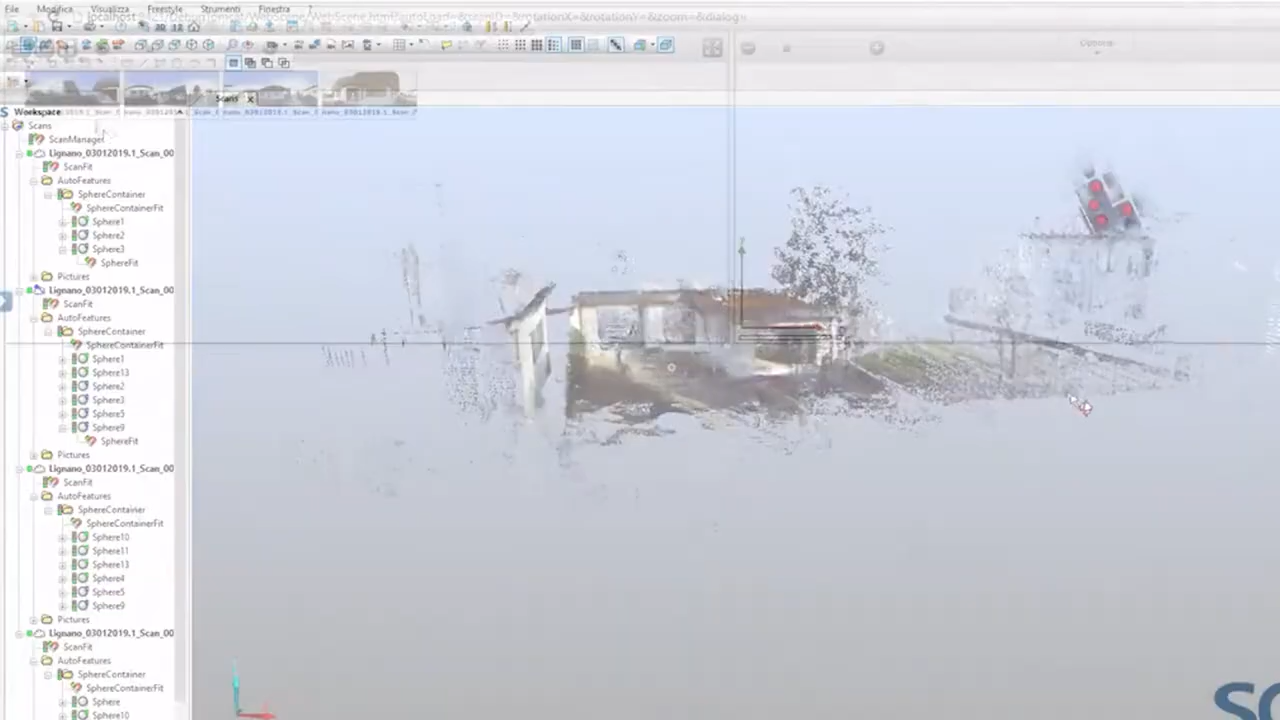 File Modifica Visualizza Freestyle Strumenti Finestra ?
Options
Scans x
Workspace
Scans
ScanManager
Lignano_03012019.1_Scan_00
ScanFit
AutoFeatures
SphereContainer
SphereContainerFit
Sphere1
Sphere2
Sphere3
SphereFit
Pictures
Lignano_03012019.1_Scan_00
ScanFit
AutoFeatures
SphereContainer
SphereContainerFit
Sphere1
Sphere13
Sphere2
Sphere3
Sphere5
Sphere9
SphereFit
Pictures
Lignano_03012019.1_Scan_00
ScanFit
AutoFeatures
SphereContainer
SphereContainerFit
Sphere10
Sphere11
Sphere13
Sphere4
Sphere5
Sphere9
Pictures
Lignano_03012019.1_Scan_00
ScanFit
AutoFeatures
SphereContainer
SphereContainerFit
Sphere
Sphere10